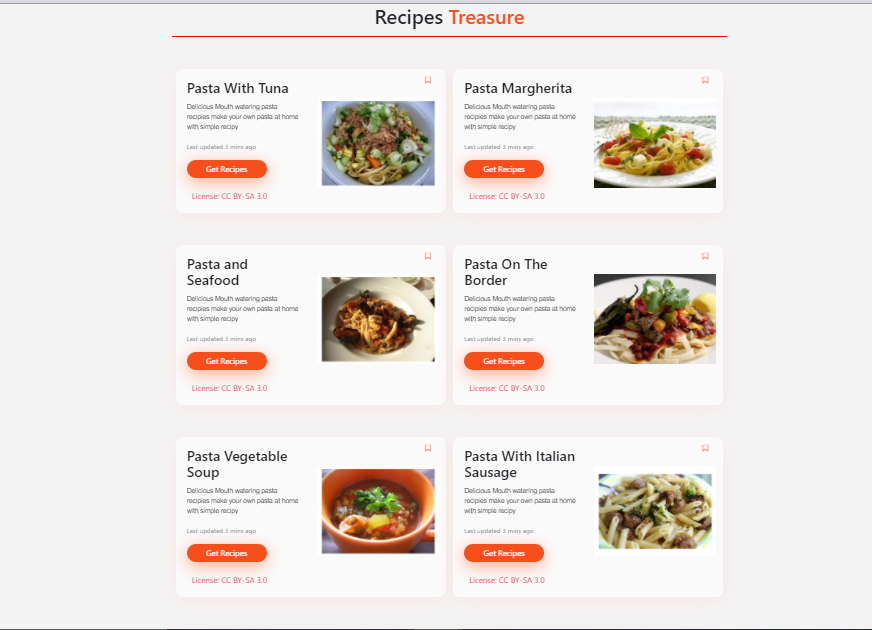 Recipes Treasure
Pasta With Tuna
Delicious Mouth watering pasta
recipies make your own pasta at home
with simple recipy
Last updated 3 mins ago
Get Recipes
License: CC BY-SA 3.0
Pasta Margherita
Delicious Mouth watering pasta
recipies make your own pasta at home
with simple recipy
Last updated 3 mins ago
Get Recipes
License: CC BY-SA 3.0
Pasta and
Seafood
Delicious Mouth watering pasta
recipies make your own pasta at home
with simple recipy
Last updated 3 mins ago
Get Recipes
License: CC BY-SA 3.0
Pasta On The
Border
Delicious Mouth watering pasta
recipies make your own pasta at home
with simple recipy
Last updated 3 mins ago
Get Recipes
License: CC BY-SA 3.0
Pasta Vegetable
Soup
Delicious Mouth watering pasta
recipies make your own pasta at home
with simple recipy
Last updated 3 mins ago
Get Recipes
License: CC BY-SA 3.0
Pasta With Italian
Sausage
Delicious Mouth watering pasta
recipies make your own pasta at home
with simple recipy
Last updated 3 mins ago
Get Recipes
License: CC BY-SA 3.0